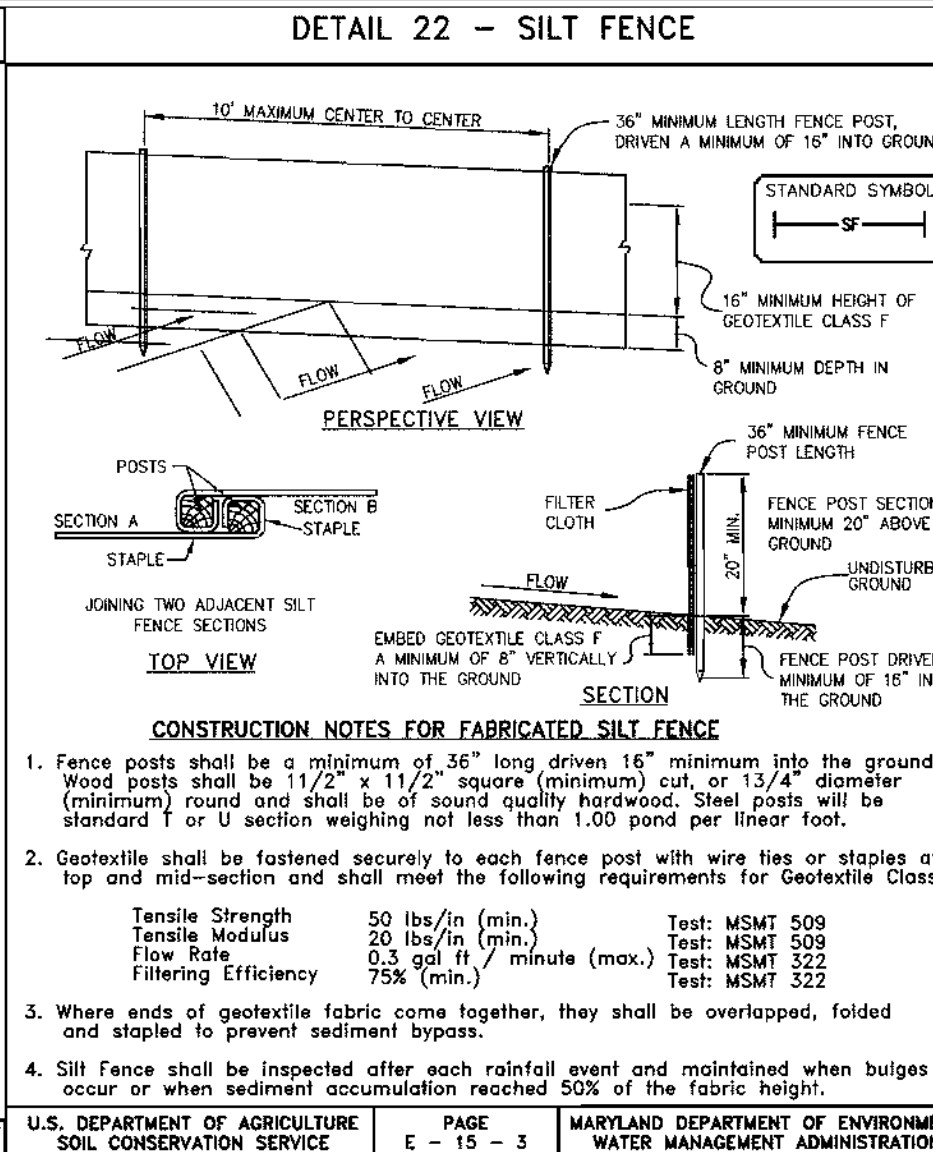 DETAIL 22 – SILT FENCE
10' MAXIMUM CENTER TO CENTER
36" MINIMUM LENGTH FENCE POST,
DRIVEN A MINIMUM OF 16" INTO GROUN
STANDARD SYMBOL
SF
16" MINIMUM HEIGHT OF
GEOTEXTILE CLASS F
8" MINIMUM DEPTH IN
GROUND
FLOW
FLOW
FLOW
PERSPECTIVE VIEW
POSTS
SECTION A
SECTION B
STAPLE
STAPLE
JOINING TWO ADJACENT SILT
FENCE SECTIONS
TOP VIEW
36" MINIMUM FENCE
POST LENGTH
FILTER
CLOTH
20" MIN.
FENCE POST SECTION
MINIMUM 20" ABOVE
GROUND
UNDISTURB
GROUND
FLOW
EMBED GEOTEXTILE CLASS F
A MINIMUM OF 8" VERTICALLY
INTO THE GROUND
FENCE POST DRIVEN
MINIMUM OF 16" IN
THE GROUND
SECTION
CONSTRUCTION NOTES FOR FABRICATED SILT FENCE
1. Fence posts shall be a minimum of 36" long driven 16" minimum into the ground
Wood posts shall be 11/2" x 11/2" square (minimum) cut, or 13/4" diameter
(minimum) round and shall be of sound quality hardwood. Steel posts will be
standard T or U section weighing not less than 1.00 pond per linear foot.
2. Geotextile shall be fastened securely to each fence post with wire ties or staples a
top and mid-section and shall meet the following requirements for Geotextile Class
Tensile Strength 50 lbs/in (min.) Test: MSMT 509
Tensile Modulus 20 lbs/in (min.) Test: MSMT 509
Flow Rate 0.3 gal ft / minute (max.) Test: MSMT 322
Filtering Efficiency 75% (min.) Test: MSMT 322
3. Where ends of geotextile fabric come together, they shall be overlapped, folded
and stapled to prevent sediment bypass.
4. Silt Fence shall be inspected after each rainfall event and maintained when bulges
occur or when sediment accumulation reached 50% of the fabric height.
U.S. DEPARTMENT OF AGRICULTURE
SOIL CONSERVATION SERVICE
PAGE
E – 15 – 3
MARYLAND DEPARTMENT OF ENVIRONME
WATER MANAGEMENT ADMINISTRATION